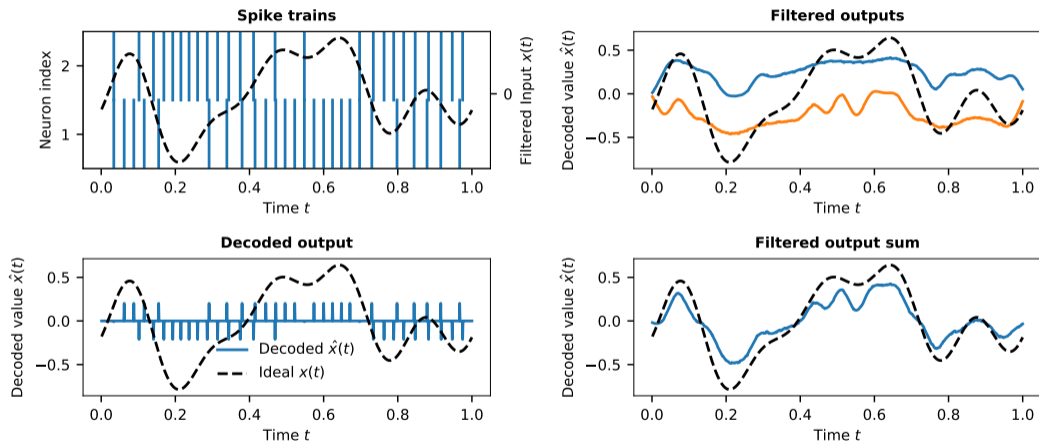 Spike trains
Neuron index
2
1
0
Filtered Input x(t)
0.0 0.2 0.4 0.6 0.8 1.0
Time t
Filtered outputs
Decoded value x̂(t)
0.5
0.0
−0.5
0.0 0.2 0.4 0.6 0.8 1.0
Time t
Decoded output
Decoded value x̂(t)
0.5
0.0
−0.5
Decoded x̂(t)
Ideal x(t)
0.0 0.2 0.4 0.6 0.8 1.0
Time t
Filtered output sum
Decoded value x̂(t)
0.5
0.0
−0.5
0.0 0.2 0.4 0.6 0.8 1.0
Time t